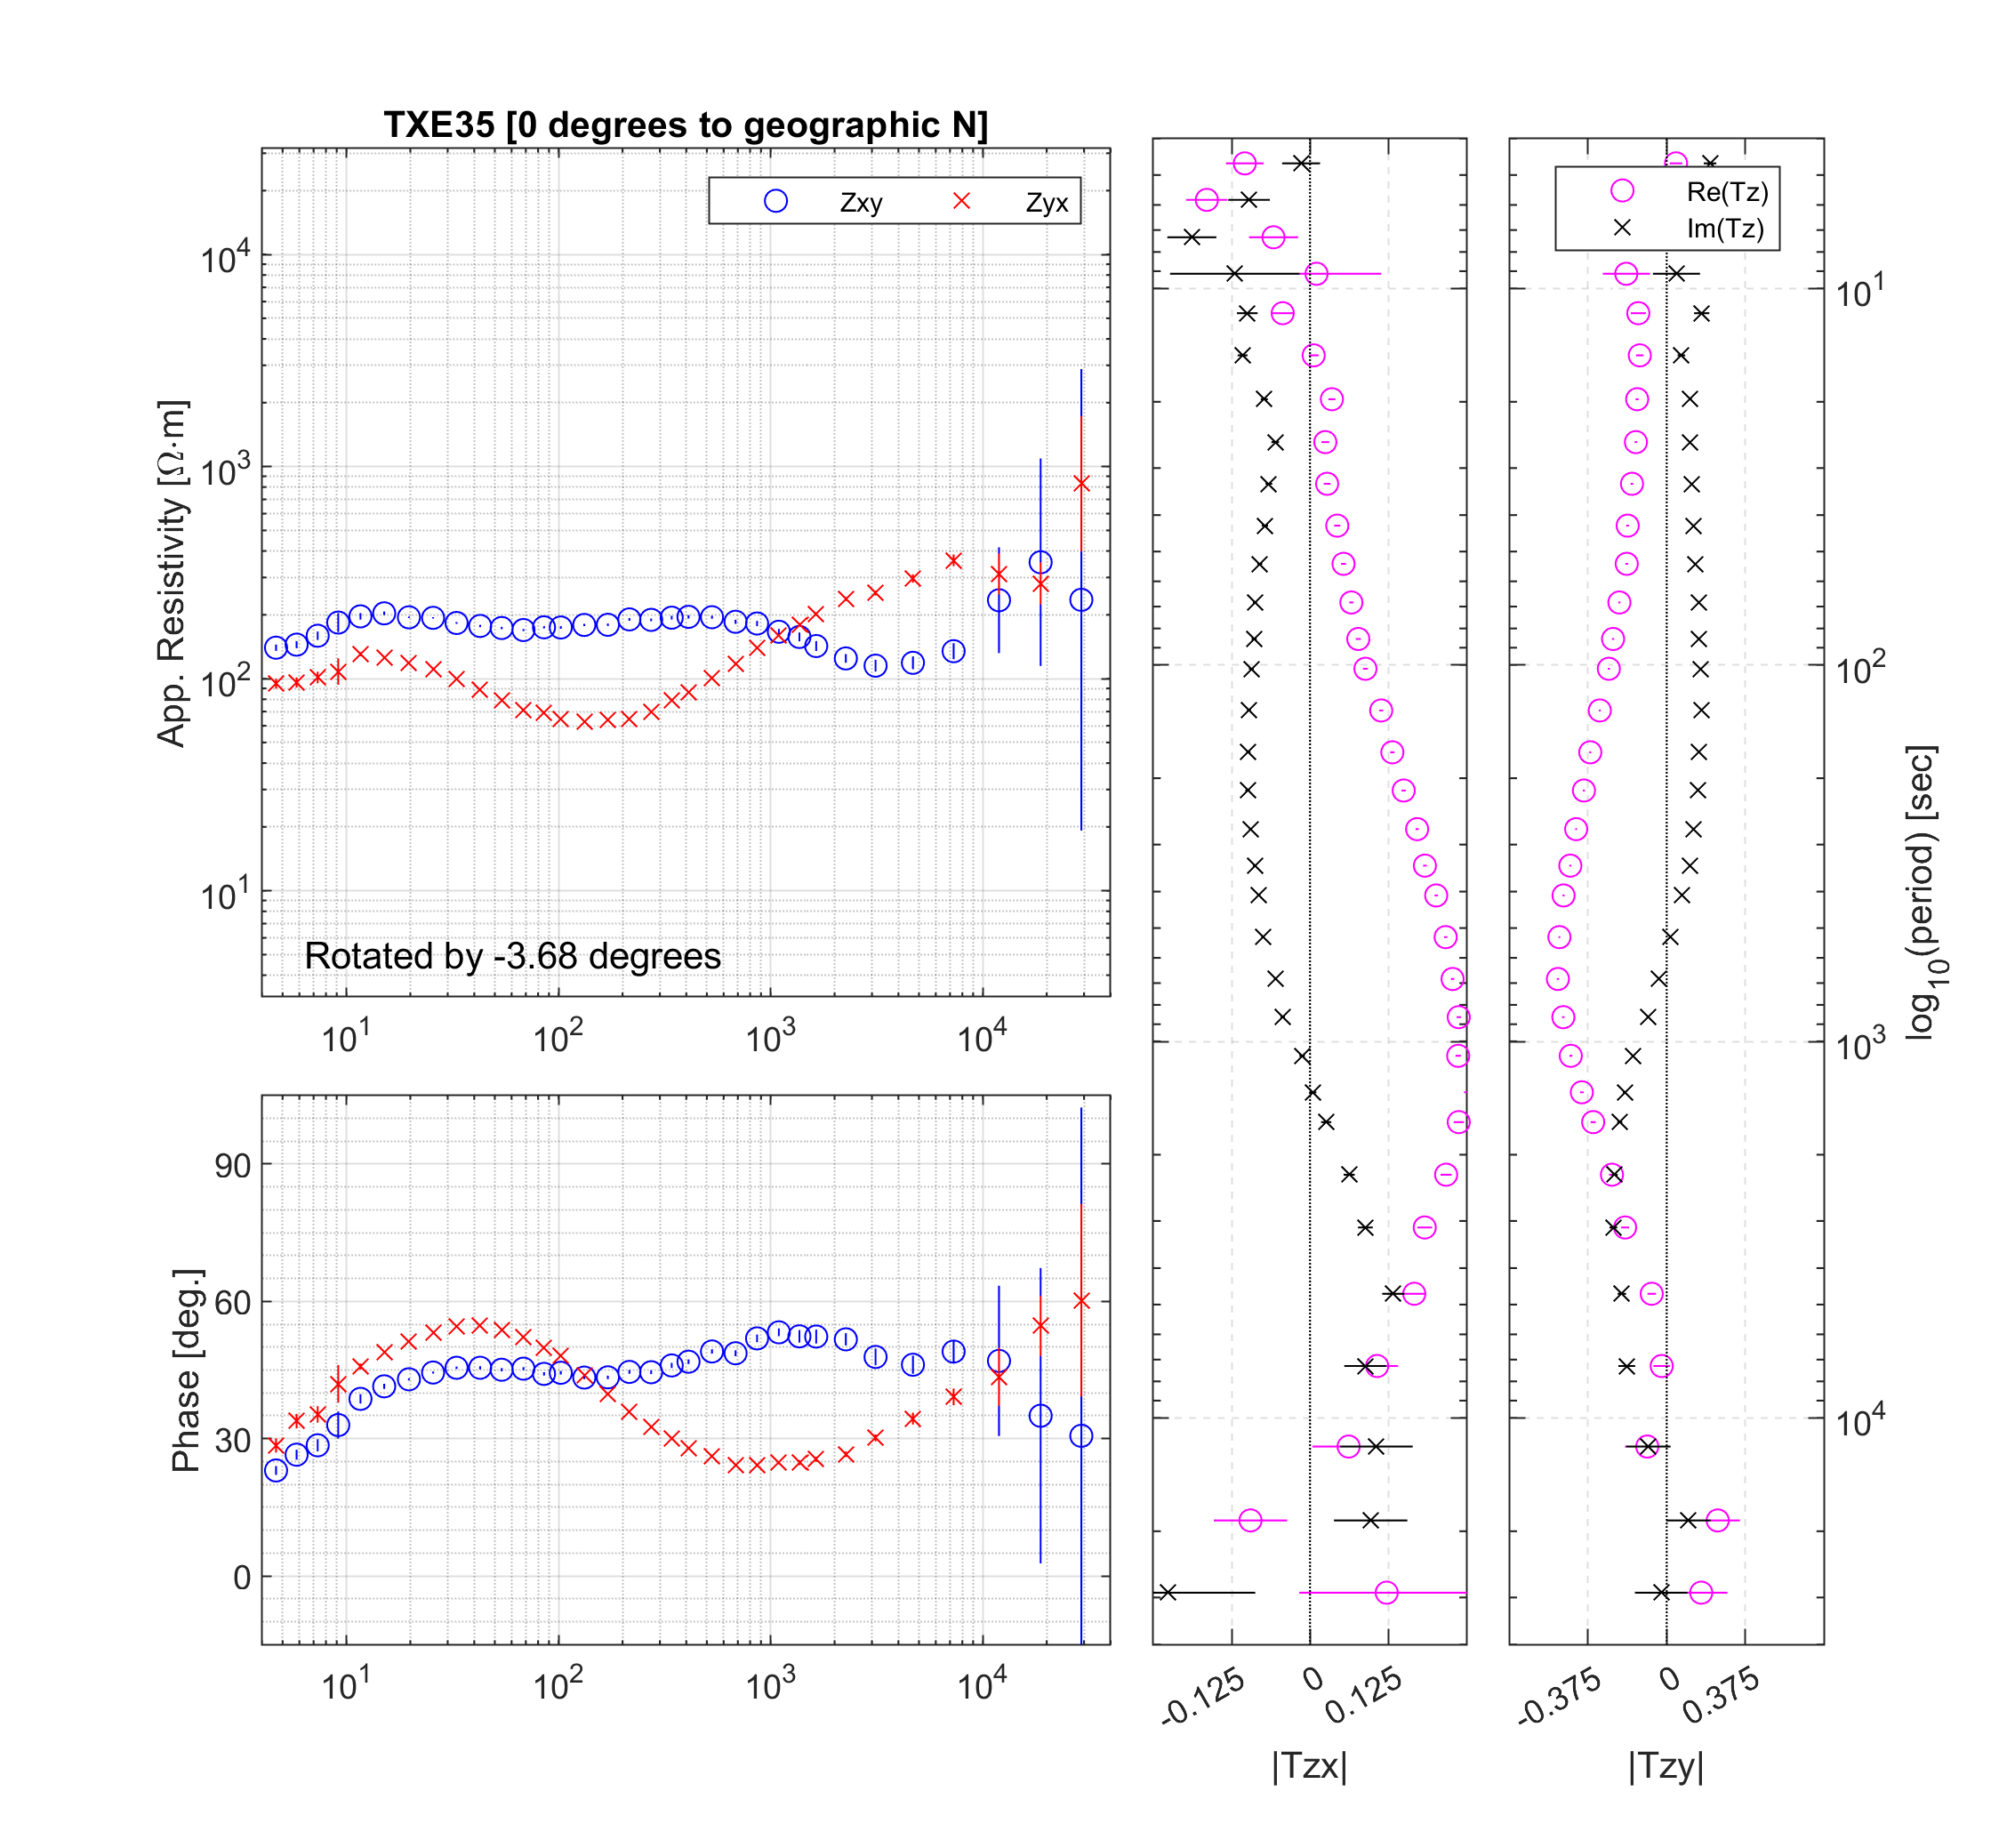 TXE35 [0 degrees to geographic N]
Zxy Zyx
App. Resistivity [Ω·m]
10^4
10^3
10^2
10^1
Rotated by -3.68 degrees
10^1 10^2 10^3 10^4
Phase [deg.]
90
60
30
0
10^1 10^2 10^3 10^4
-0.125 0 0.125
|Tzx|
Re(Tz)
Im(Tz)
10^1
10^2
10^3
10^4
log_10(period) [sec]
-0.375 0 0.375
|Tzy|